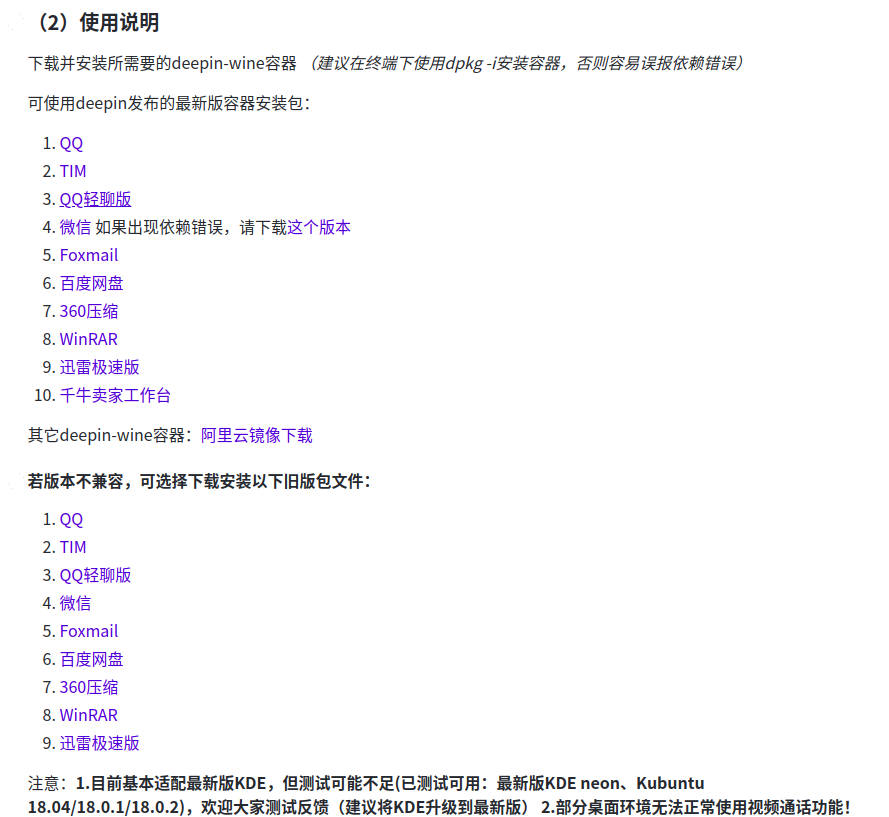 （2）使用说明
下载并安装所需要的deepin-wine容器 （建议在终端下使用dpkg -i安装容器，否则容易误报依赖错误）
可使用deepin发布的最新版容器安装包：
1. QQ
2. TIM
3. QQ轻聊版
4. 微信 如果出现依赖错误，请下载这个版本
5. Foxmail
6. 百度网盘
7. 360压缩
8. WinRAR
9. 迅雷极速版
10. 千牛卖家工作台
其它deepin-wine容器：阿里云镜像下载
若版本不兼容，可选择下载安装以下旧版包文件：
1. QQ
2. TIM
3. QQ轻聊版
4. 微信
5. Foxmail
6. 百度网盘
7. 360压缩
8. WinRAR
9. 迅雷极速版
注意：1.目前基本适配最新版KDE，但测试可能不足(已测试可用：最新版KDE neon、Kubuntu
18.04/18.0.1/18.0.2)，欢迎大家测试反馈（建议将KDE升级到最新版） 2.部分桌面环境无法正常使用视频通话功能！